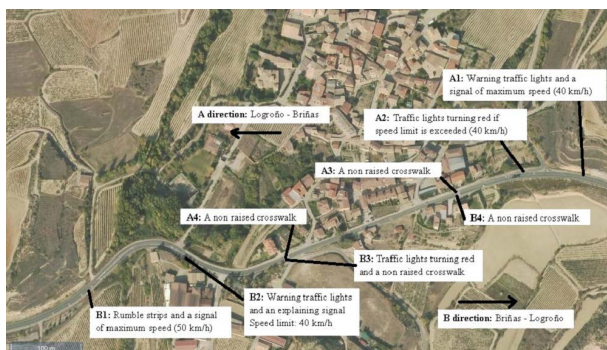 A1: Warning traffic lights and a
signal of maximum speed (40 km/h)
A direction: Logroño - Briñas
A2: Traffic lights turning red if
speed limit is exceeded (40 km/h)
A3: A non raised crosswalk
A4: A non raised crosswalk
B4: A non raised crosswalk
B3: Traffic lights turning red
and a non raised crosswalk
B2: Warning traffic lights
and an explaining signal
Speed limit: 40 km/h
B1: Rumble strips and a signal
of maximum speed (50 km/h)
B direction: Briñas - Logroño
100 m